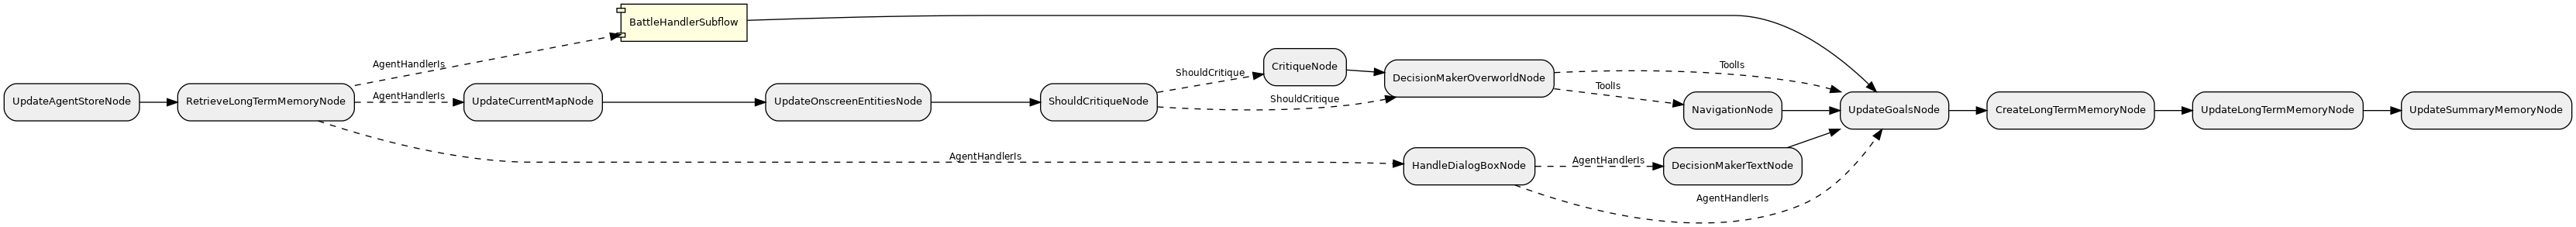 BattleHandlerSubflow
AgentHandlerIs
ShouldCritique
CritiqueNode
ToolIs
DecisionMakerOverworldNode
AgentHandlerIs
ToolIs
UpdateAgentStoreNode
RetrieveLongTermMemoryNode
UpdateCurrentMapNode
UpdateOnscreenEntitiesNode
ShouldCritiqueNode
ShouldCritique
NavigationNode
UpdateGoalsNode
CreateLongTermMemoryNode
UpdateLongTermMemoryNode
UpdateSummaryMemoryNode
AgentHandlerIs
HandleDialogBoxNode
AgentHandlerIs
DecisionMakerTextNode
AgentHandlerIs